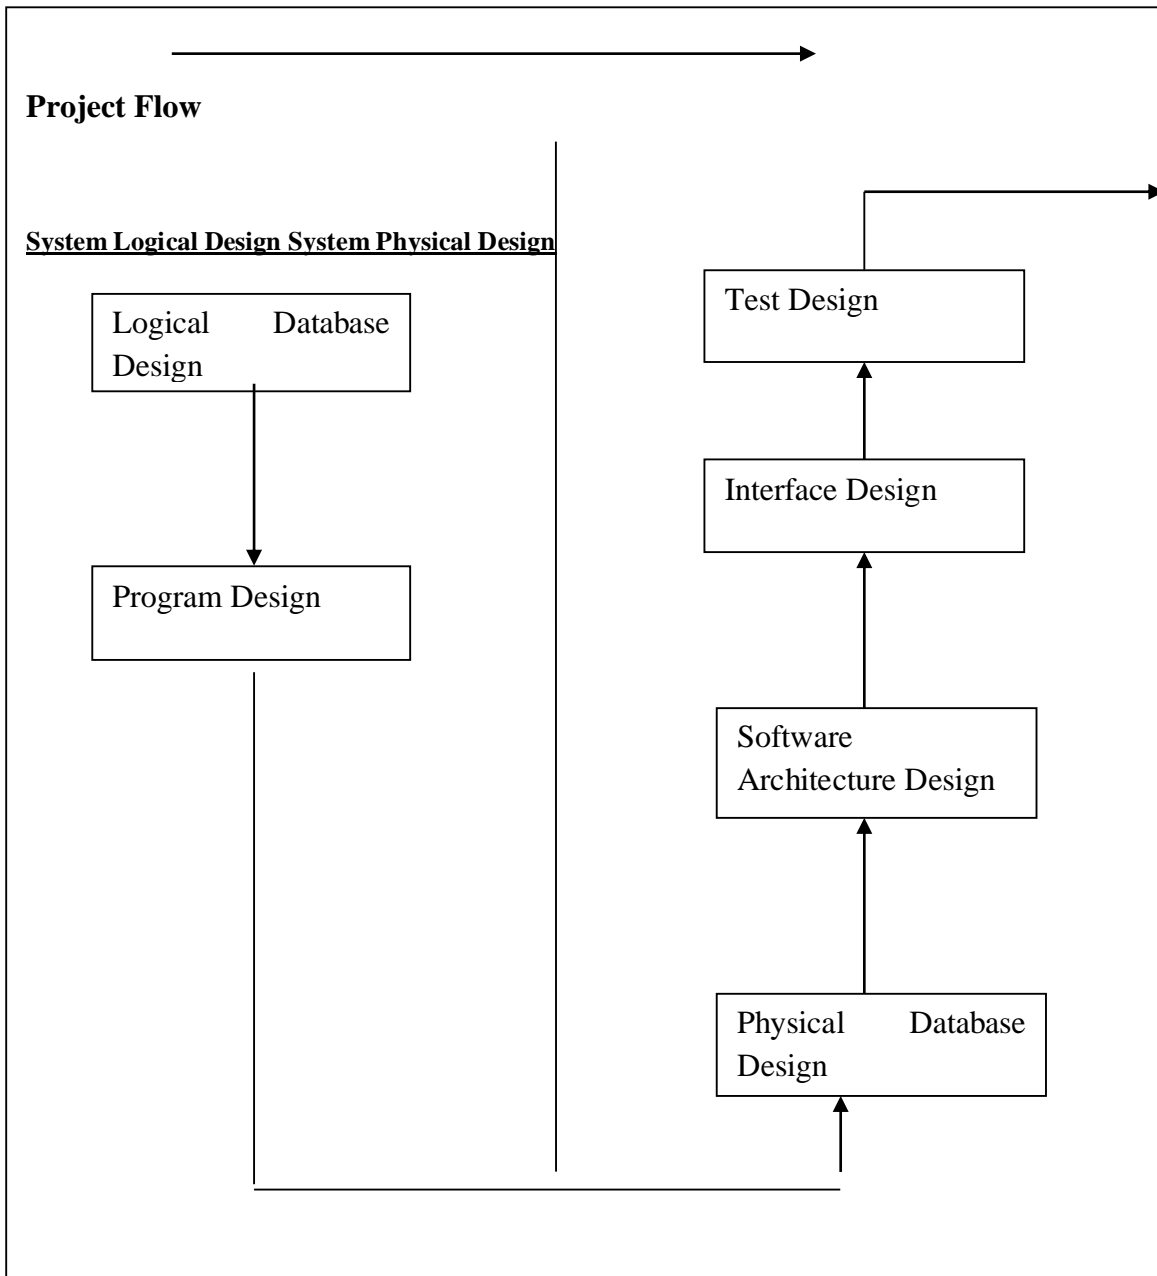 Project Flow
System Logical Design System Physical Design
Logical Database
Design
Program Design
Test Design
Interface Design
Software
Architecture Design
Physical Database
Design